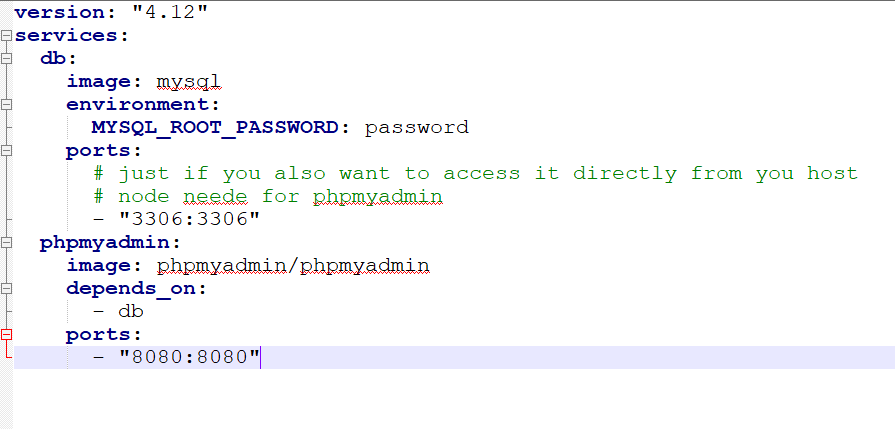 version: "4.12"
services:
  db:
    image: mysql
    environment:
      MYSQL_ROOT_PASSWORD: password
    ports:
      # just if you also want to access it directly from you host
      # node neede for phpmyadmin
      - "3306:3306"
  phpmyadmin:
    image: phpmyadmin/phpmyadmin
    depends_on:
      - db
    ports:
      - "8080:8080"